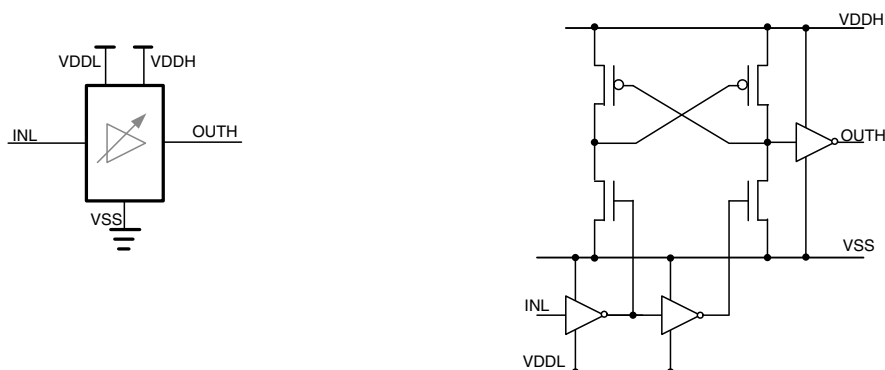 VDDL
VDDH
INL
OUTH
VSS
VDDH
OUTH
VSS
INL
VDDL